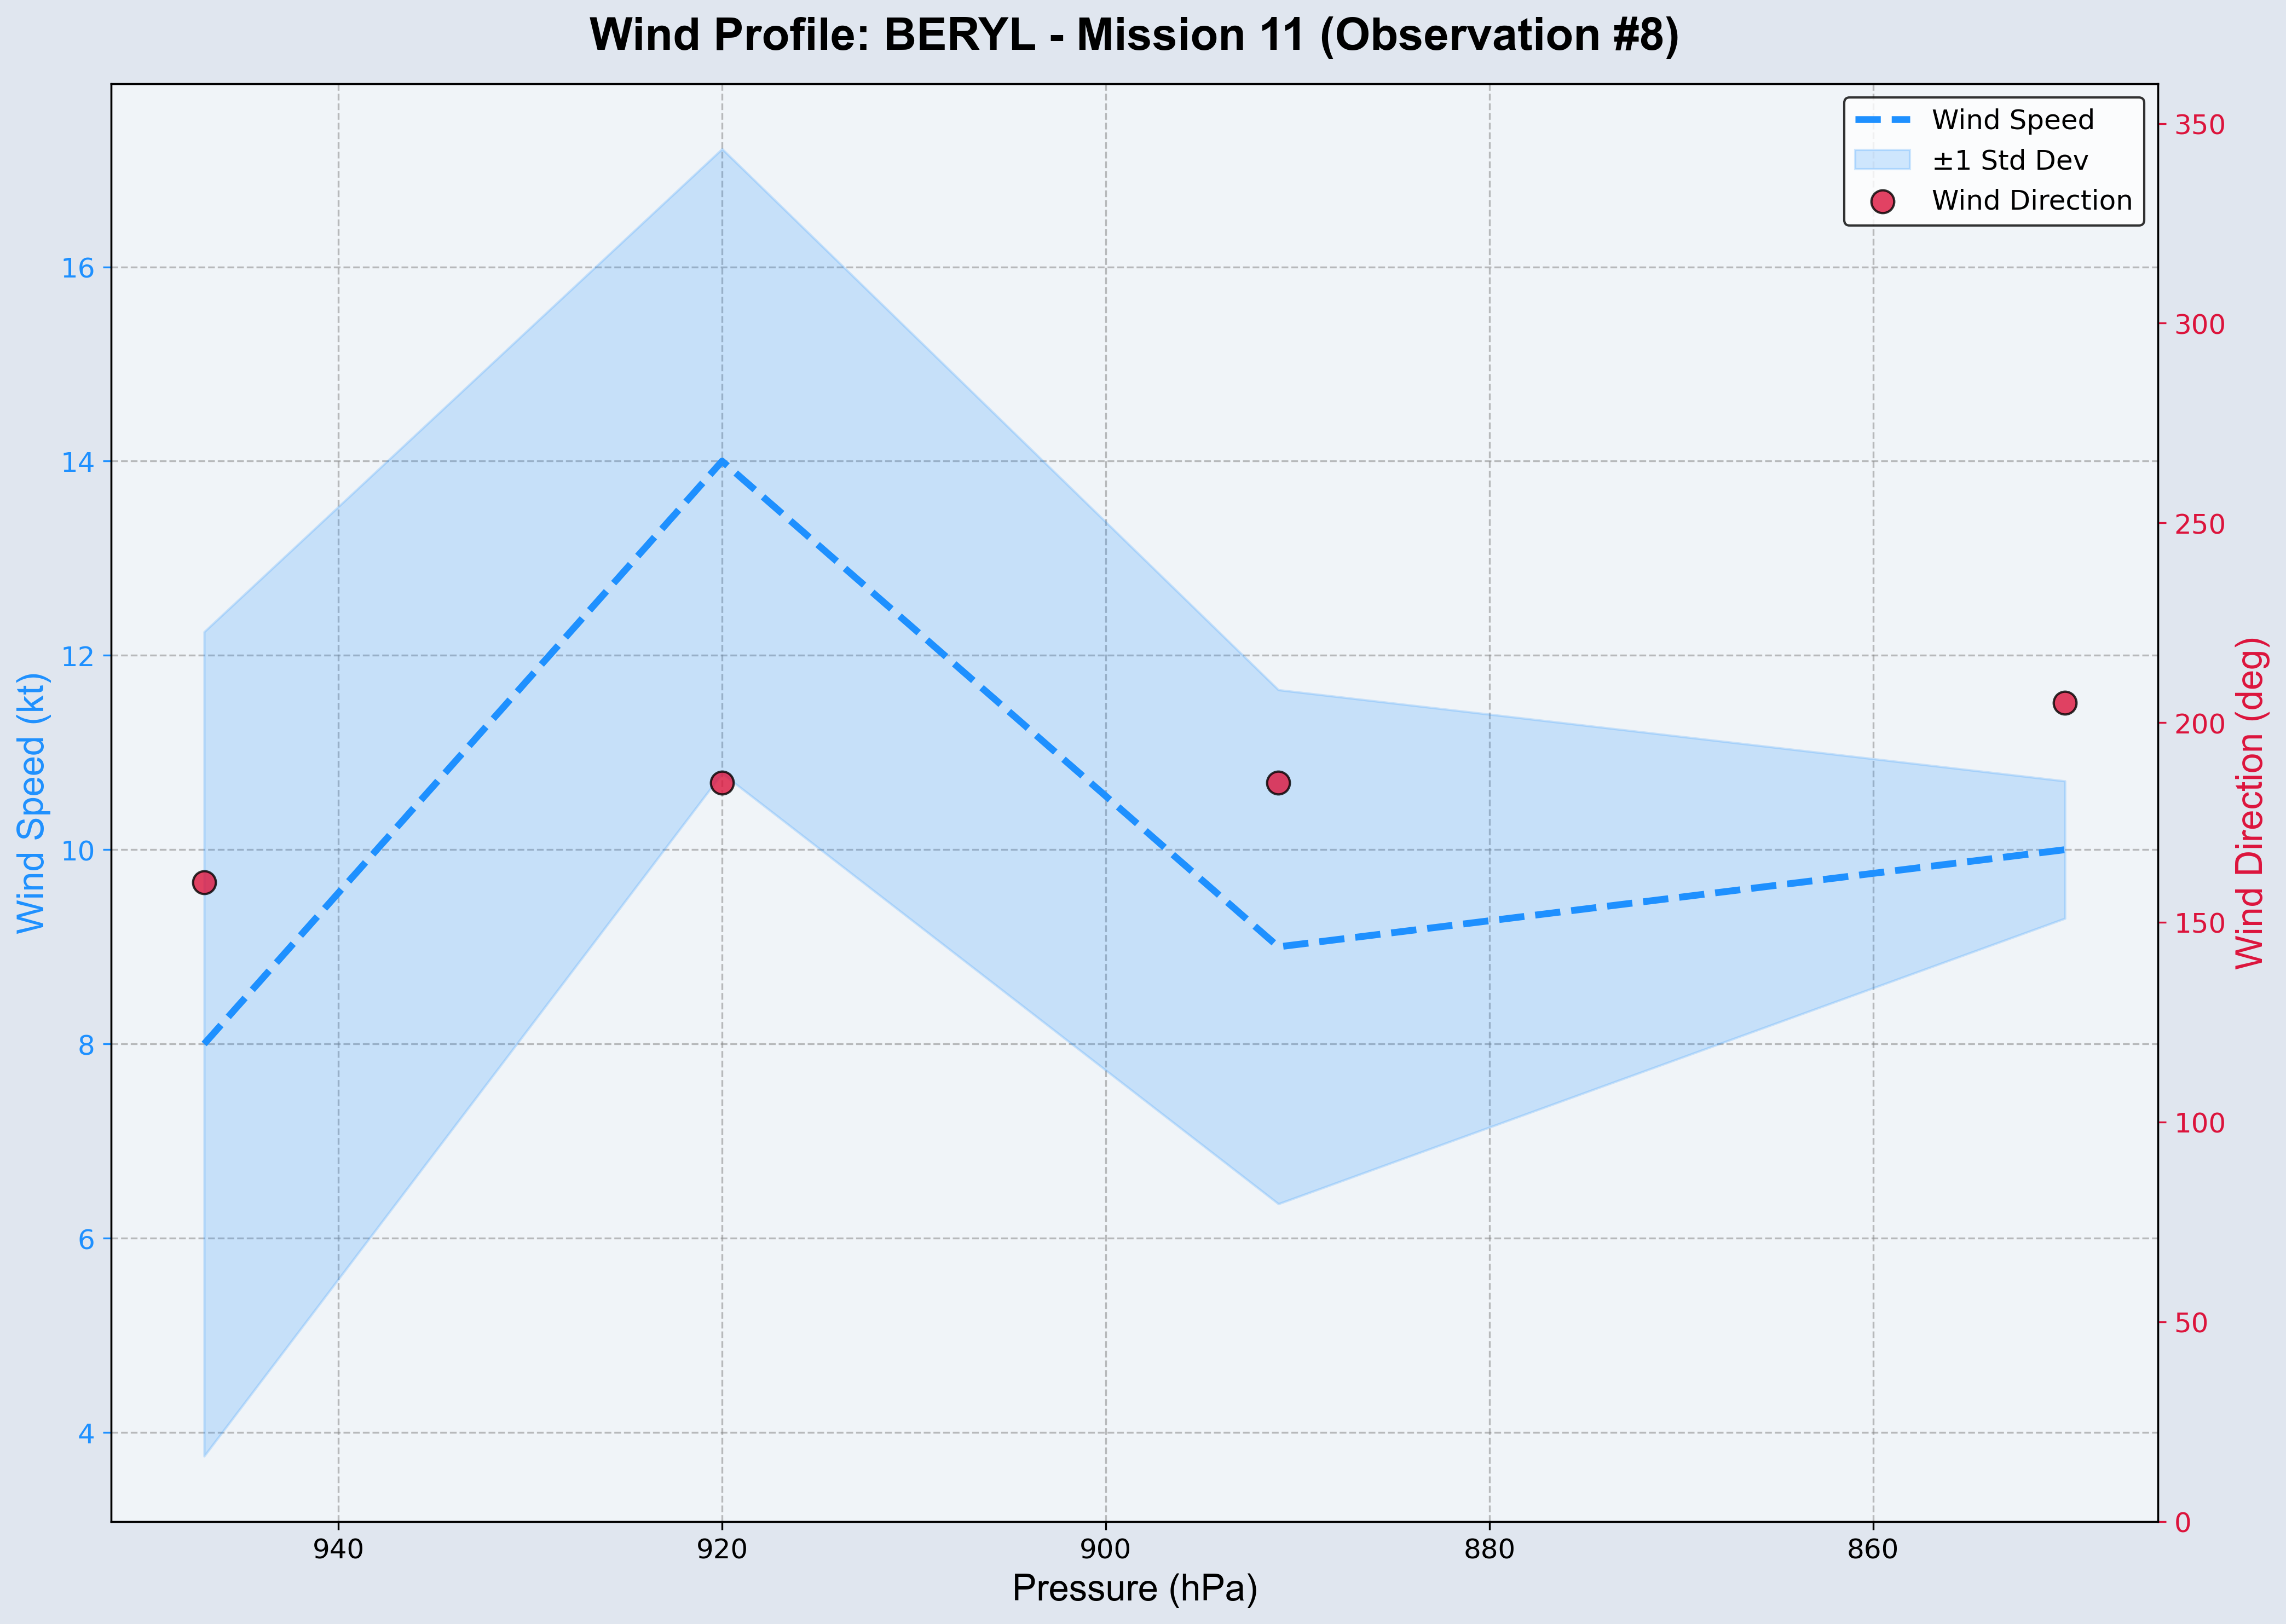 Wind Profile: BERYL - Mission 11 (Observation #8)
Wind Speed
±1 Std Dev
Wind Direction
Wind Speed (kt)
16
14
12
10
8
6
4
350
300
250
200
150
100
50
0
Wind Direction (deg)
940 920 900 880 860
Pressure (hPa)